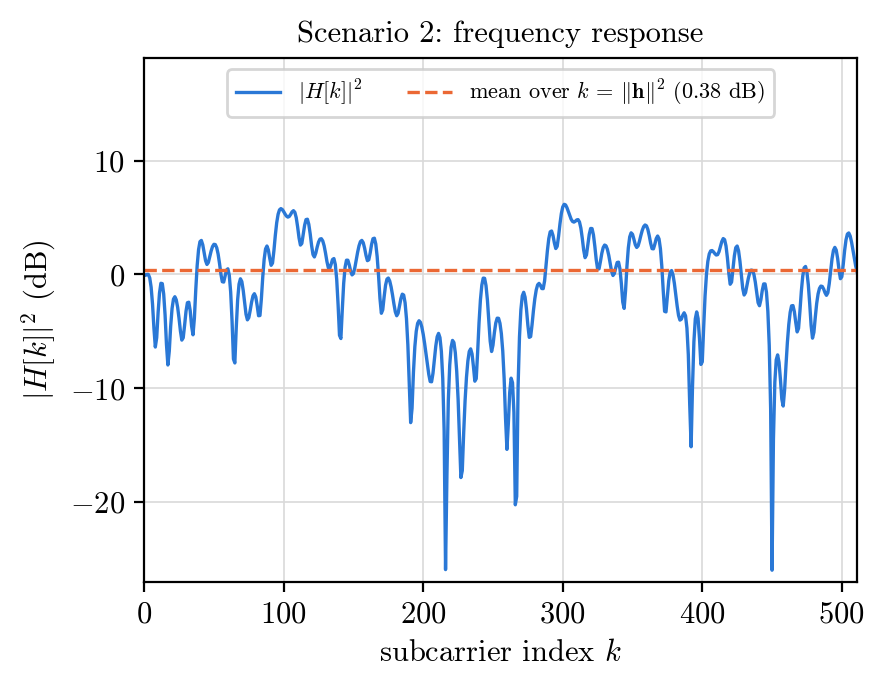 Scenario 2: frequency response
|H[k]|² mean over k = ‖h‖² (0.38 dB)
|H[k]|² (dB)
10
0
−10
−20
0 100 200 300 400 500
subcarrier index k